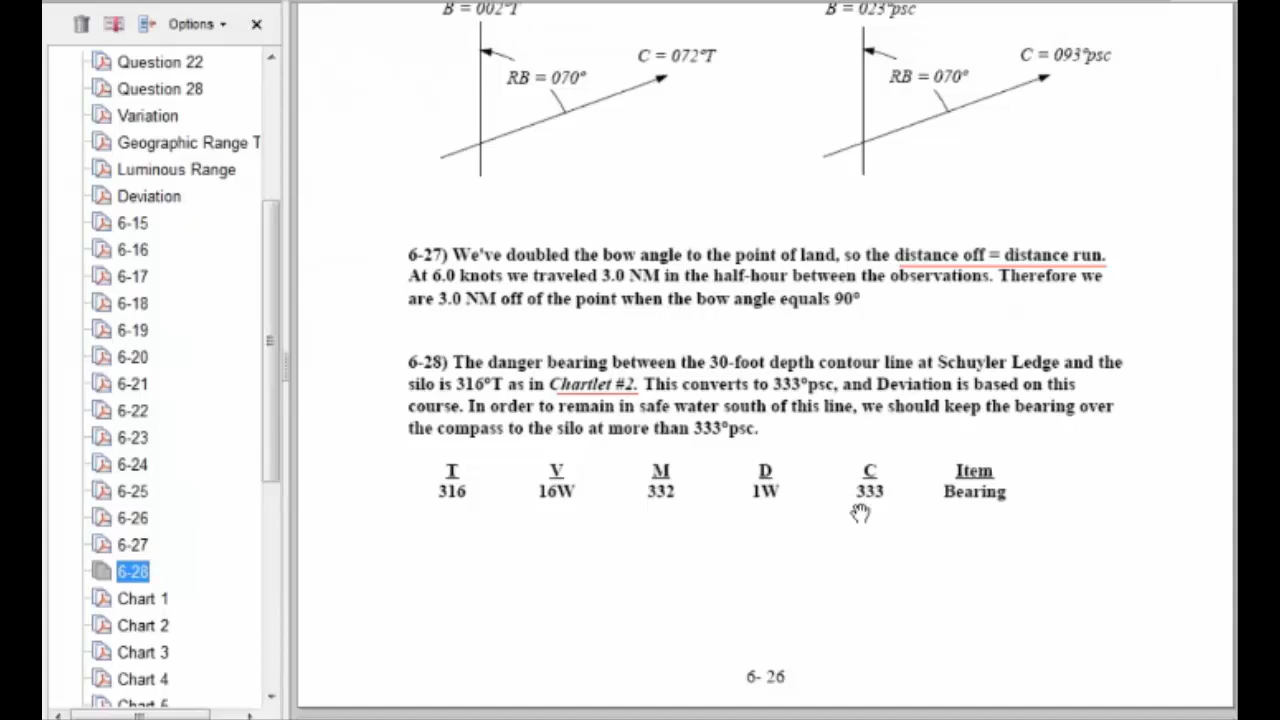 Options
Question 22
Question 28
Variation
Geographic Range T
Luminous Range
Deviation
6-15
6-16
6-17
6-18
6-19
6-20
6-21
6-22
6-23
6-24
6-25
6-26
6-27
6-28
Chart 1
Chart 2
Chart 3
Chart 4
Chart 5
B = 002°T
B = 023°psc
C = 072°T
C = 093°psc
RB = 070°
RB = 070°
6-27) We've doubled the bow angle to the point of land, so the distance off = distance run.
At 6.0 knots we traveled 3.0 NM in the half-hour between the observations. Therefore we
are 3.0 NM off of the point when the bow angle equals 90°
6-28) The danger bearing between the 30-foot depth contour line at Schuyler Ledge and the
silo is 316°T as in Chartlet #2. This converts to 333°psc, and Deviation is based on this
course. In order to remain in safe water south of this line, we should keep the bearing over
the compass to the silo at more than 333°psc.
T V M D C Item
316 16W 332 1W 333 Bearing
6- 26